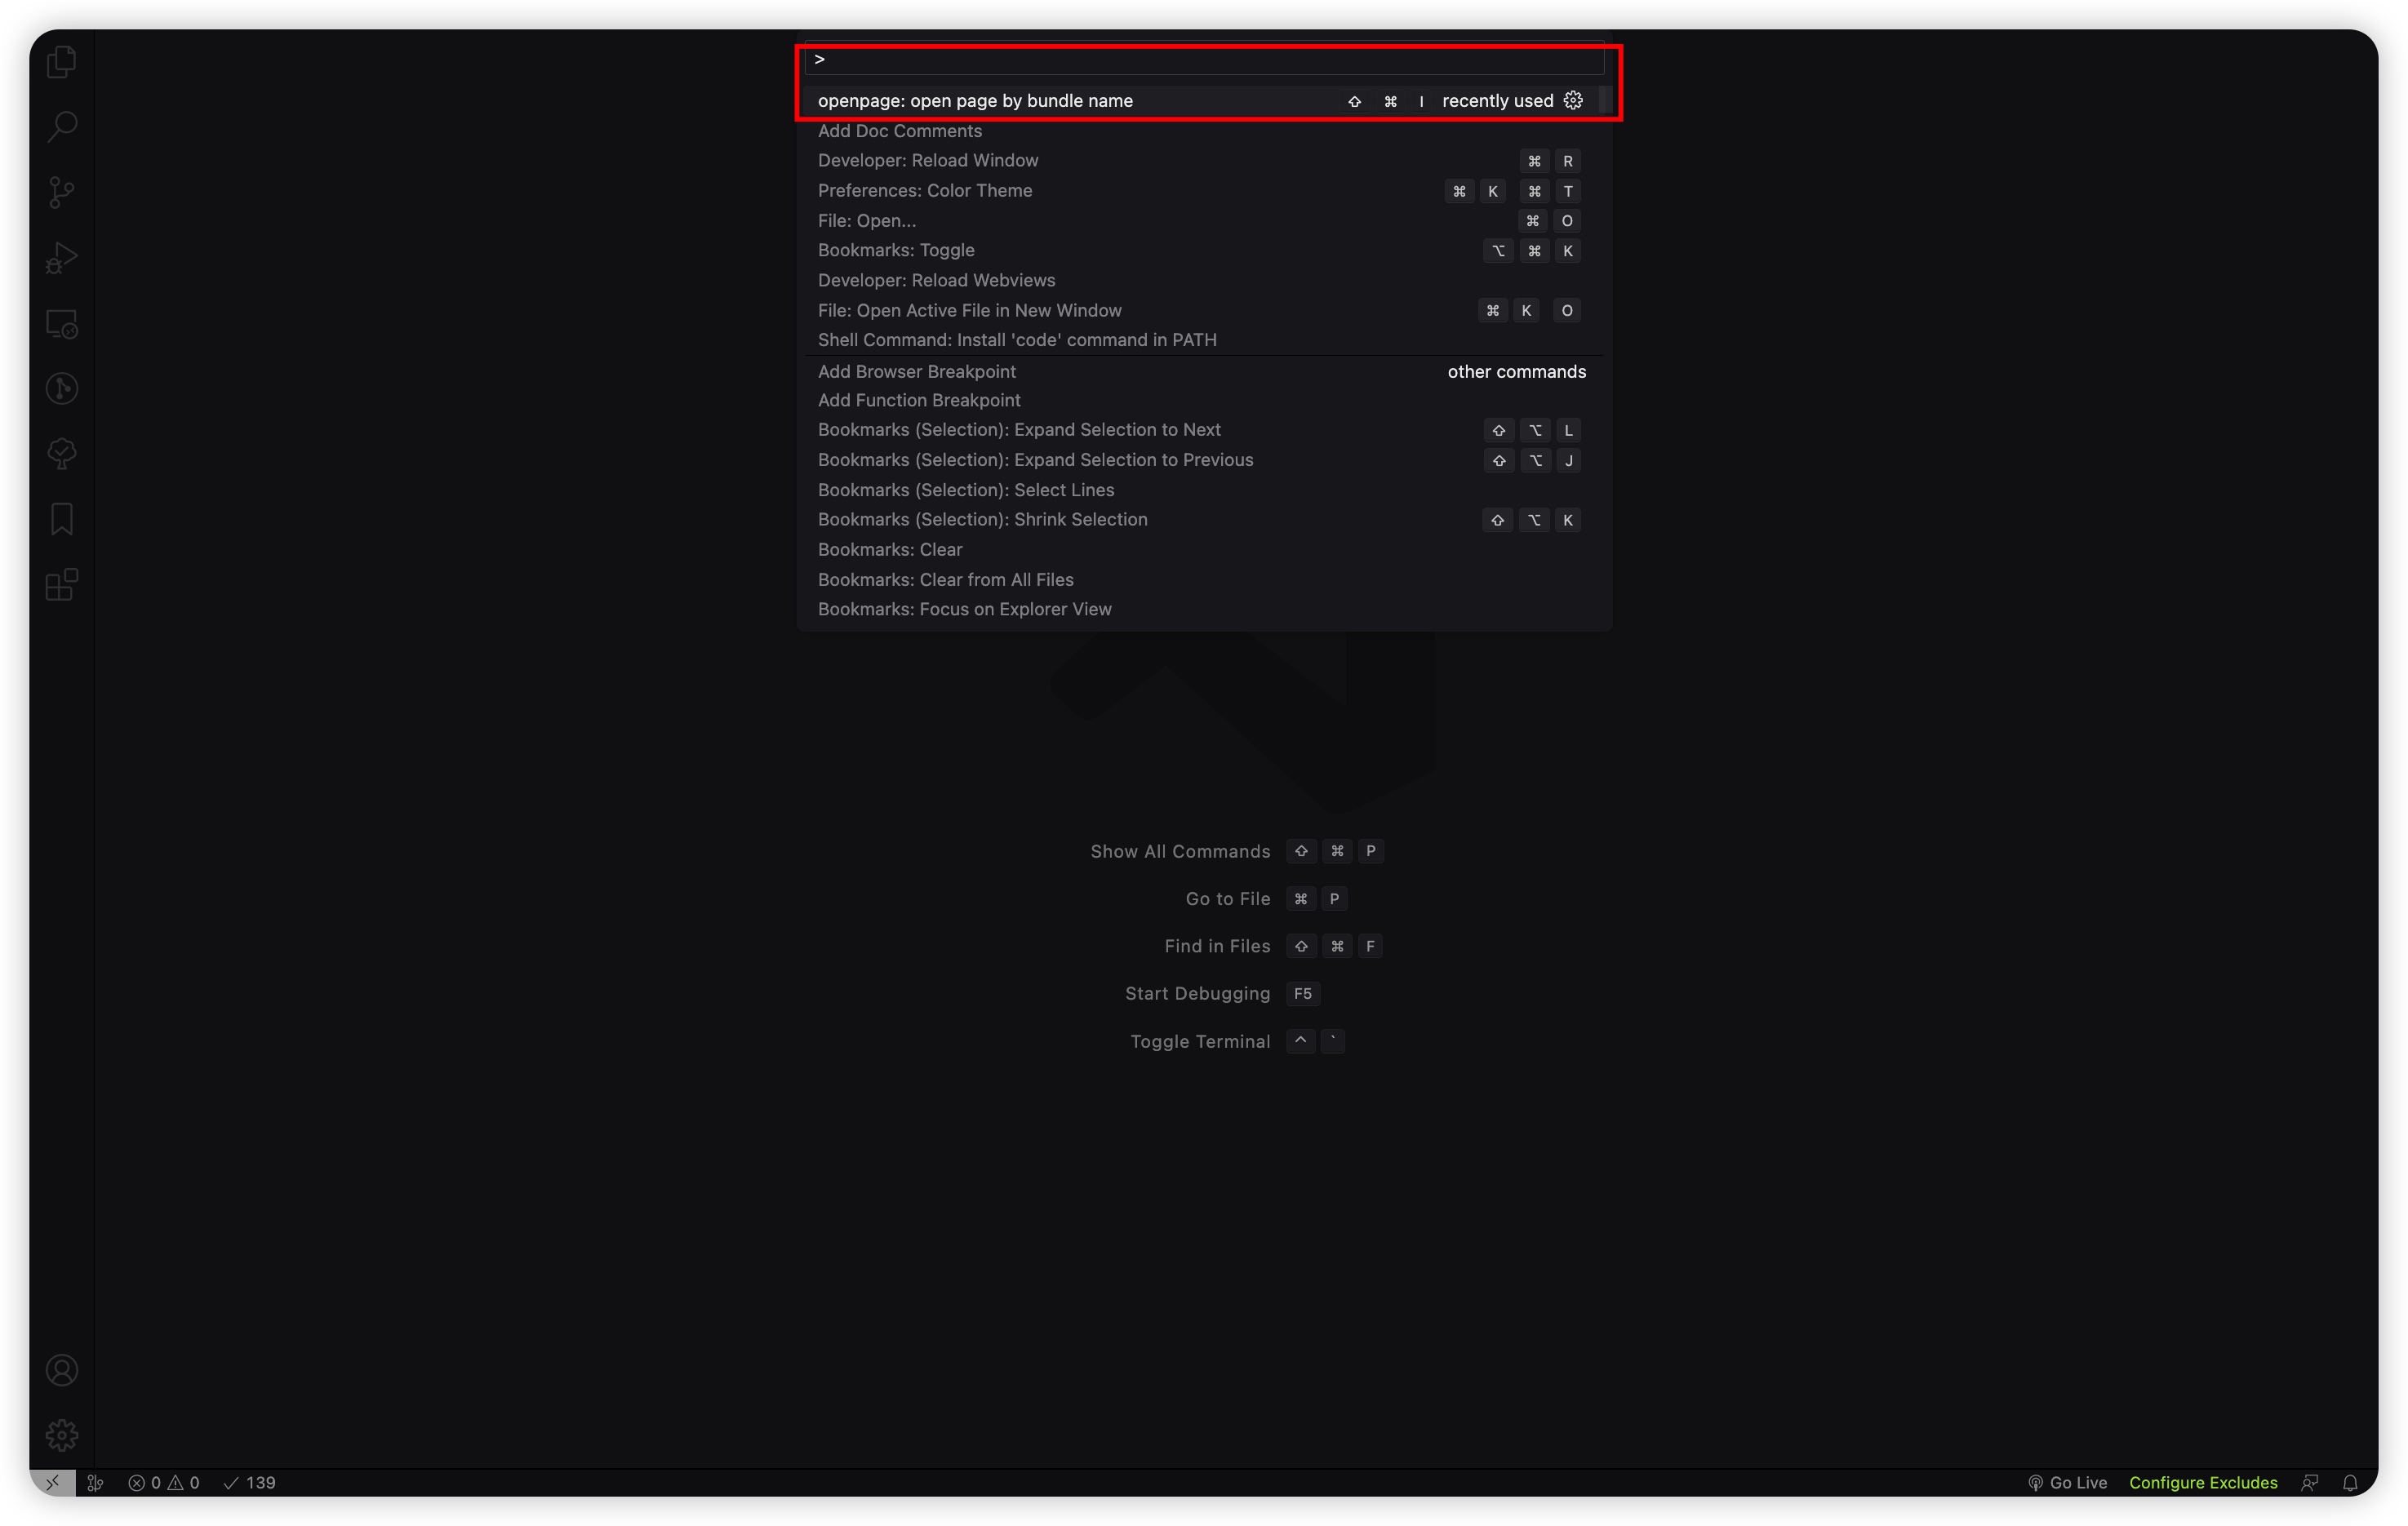 >
openpage: open page by bundle name ⇧ ⌘ I recently used
Add Doc Comments
Developer: Reload Window ⌘ R
Preferences: Color Theme ⌘ K ⌘ T
File: Open... ⌘ O
Bookmarks: Toggle ⌥ ⌘ K
Developer: Reload Webviews
File: Open Active File in New Window ⌘ K O
Shell Command: Install 'code' command in PATH
Add Browser Breakpoint other commands
Add Function Breakpoint
Bookmarks (Selection): Expand Selection to Next ⇧ ⌥ L
Bookmarks (Selection): Expand Selection to Previous ⇧ ⌥ J
Bookmarks (Selection): Select Lines
Bookmarks (Selection): Shrink Selection ⇧ ⌥ K
Bookmarks: Clear
Bookmarks: Clear from All Files
Bookmarks: Focus on Explorer View
Show All Commands ⇧ ⌘ P
Go to File ⌘ P
Find in Files ⇧ ⌘ F
Start Debugging F5
Toggle Terminal ^ `
0 0 139 Go Live Configure Excludes